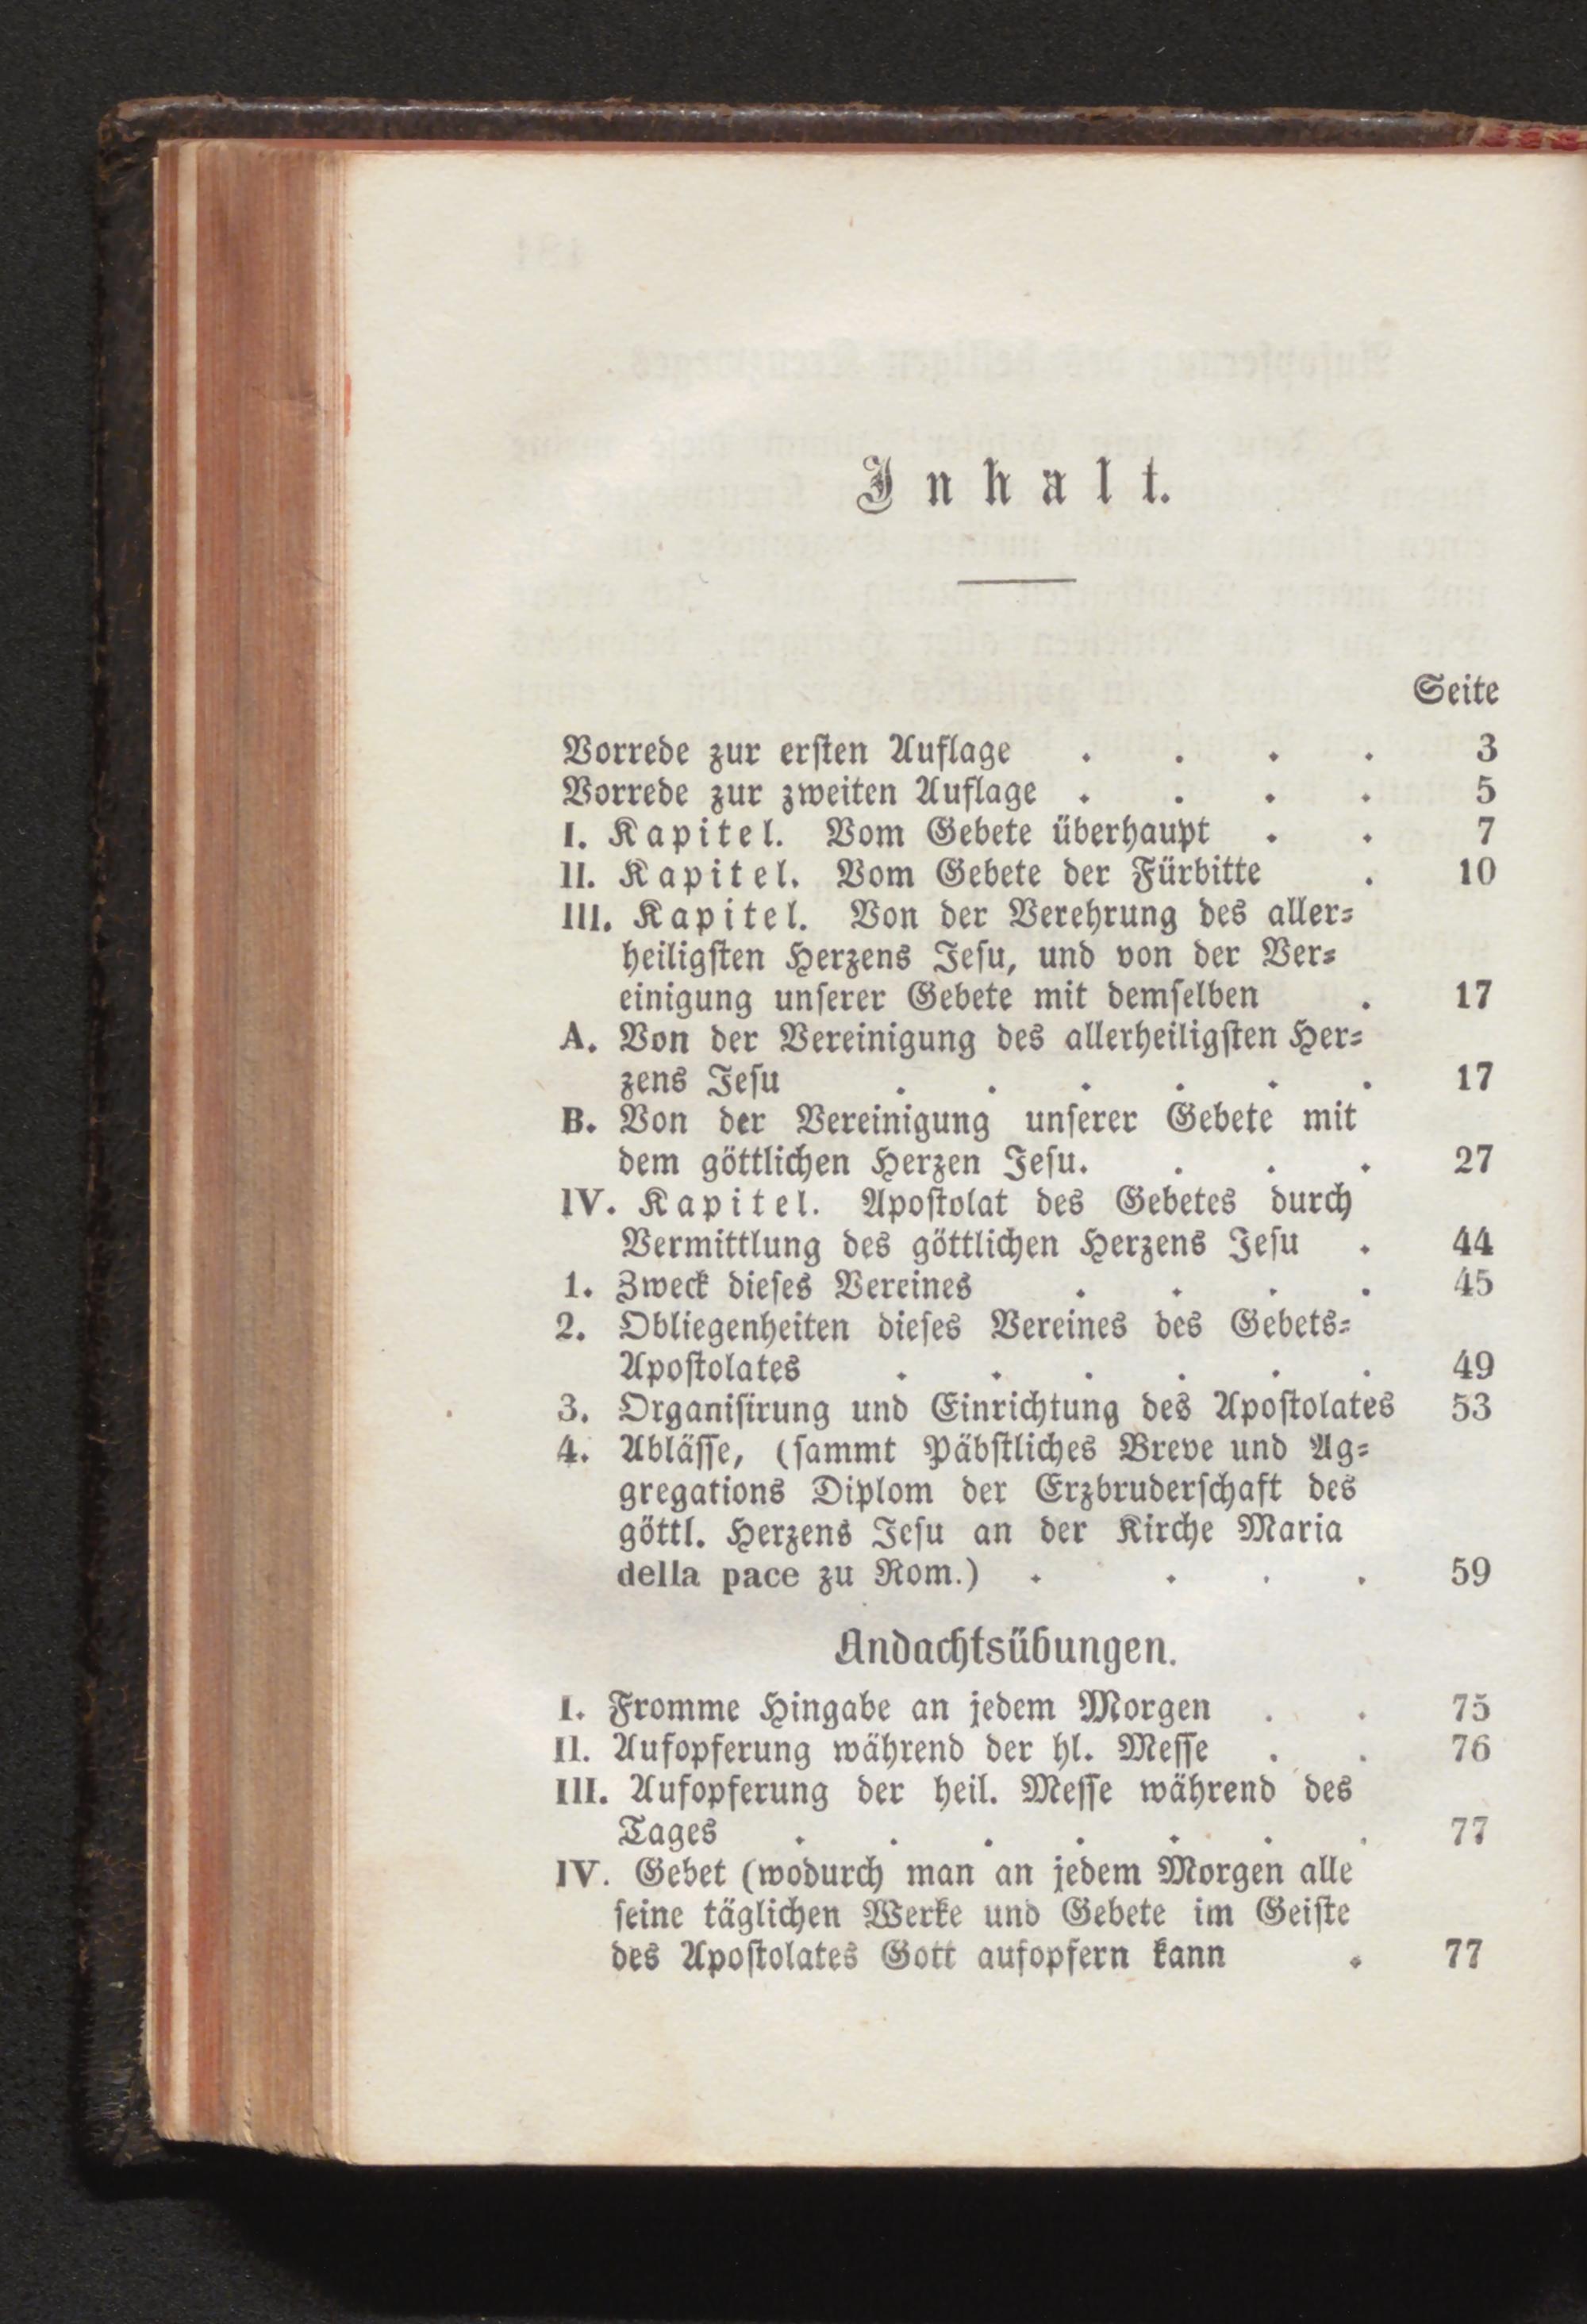 Inhalt.
Seite
Vorrede zur ersten Auflage . . . . 3
Vorrede zur zweiten Auflage . . . . 5
I. Kapitel. Vom Gebete überhaupt . . 7
II. Kapitel. Vom Gebete der Fürbitte . 10
III. Kapitel. Von der Verehrung des aller-
heiligsten Herzens Jesu, und von der Ver-
einigung unserer Gebete mit demselben . 17
A. Von der Vereinigung des allerheiligsten Her-
zens Jesu . . . . . . 17
B. Von der Vereinigung unserer Gebete mit
dem göttlichen Herzen Jesu. . . . 27
IV. Kapitel. Apostolat des Gebetes durch
Vermittlung des göttlichen Herzens Jesu . 44
1. Zweck dieses Vereines . . . . 45
2. Obliegenheiten dieses Vereines des Gebets-
Apostolates . . . . . . 49
3. Organisirung und Einrichtung des Apostolates 53
4. Ablässe, (sammt Päbstliches Breve und Ag-
gregations Diplom der Erzbruderschaft des
göttl. Herzens Jesu an der Kirche Maria
della pace zu Rom.) . . . . 59
Andachtsübungen.
I. Fromme Hingabe an jedem Morgen . . 75
II. Aufopferung während der hl. Messe . . 76
III. Aufopferung der heil. Messe während des
Tages . . . . . . . 77
IV. Gebet (wodurch man an jedem Morgen alle
seine täglichen Werke und Gebete im Geiste
des Apostolates Gott aufopfern kann . 77